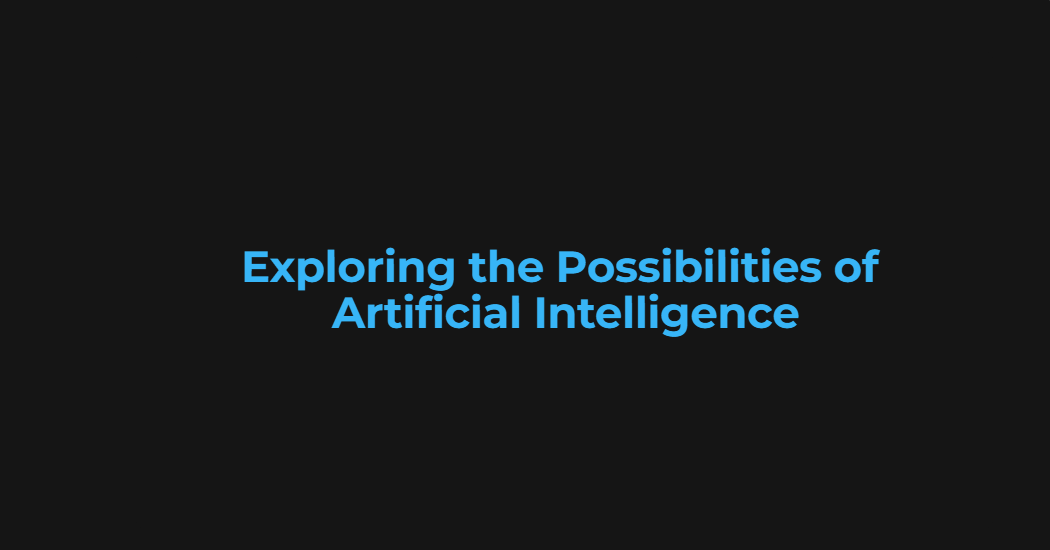 Exploring the Possibilities of
Artificial Intelligence